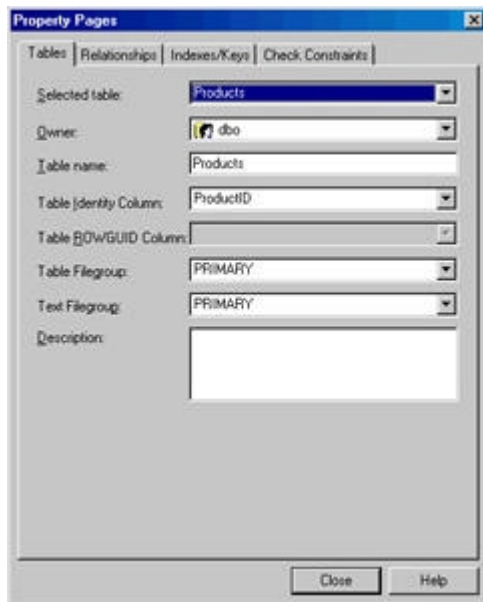 Property Pages
Tables Relationships Indexes/Keys Check Constraints
Selected table: Products
Owner: dbo
Table name: Products
Table Identity Column: ProductID
Table ROWGUID Column:
Table Filegroup: PRIMARY
Text Filegroup: PRIMARY
Description:
Close Help